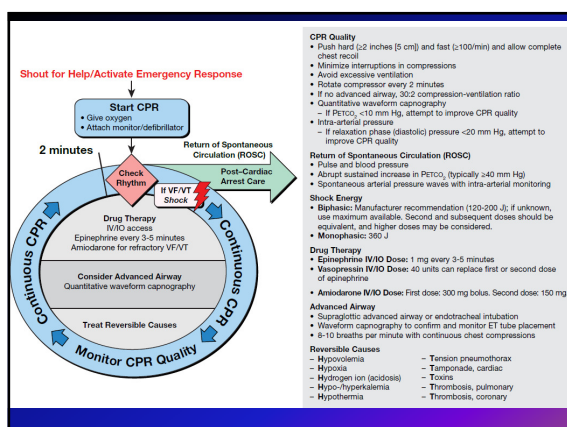 Shout for Help/Activate Emergency Response
Start CPR
• Give oxygen
• Attach monitor/defibrillator
2 minutes
Check
Rhythm
Return of Spontaneous
Circulation (ROSC)
Post–Cardiac
Arrest Care
If VF/VT
Shock
Drug Therapy
IV/IO access
Epinephrine every 3-5 minutes
Amiodarone for refractory VF/VT
Consider Advanced Airway
Quantitative waveform capnography
Treat Reversible Causes
Continuous CPR
Continuous CPR
Monitor CPR Quality
CPR Quality
• Push hard (≥2 inches [5 cm]) and fast (≥100/min) and allow complete
chest recoil
• Minimize interruptions in compressions
• Avoid excessive ventilation
• Rotate compressor every 2 minutes
• If no advanced airway, 30:2 compression-ventilation ratio
• Quantitative waveform capnography
– If PETCO₂ <10 mm Hg, attempt to improve CPR quality
• Intra-arterial pressure
– If relaxation phase (diastolic) pressure <20 mm Hg, attempt to
improve CPR quality
Return of Spontaneous Circulation (ROSC)
• Pulse and blood pressure
• Abrupt sustained increase in PETCO₂ (typically ≥40 mm Hg)
• Spontaneous arterial pressure waves with intra-arterial monitoring
Shock Energy
• Biphasic: Manufacturer recommendation (120-200 J); if unknown,
use maximum available. Second and subsequent doses should be
equivalent, and higher doses may be considered.
• Monophasic: 360 J
Drug Therapy
• Epinephrine IV/IO Dose: 1 mg every 3-5 minutes
• Vasopressin IV/IO Dose: 40 units can replace first or second dose
of epinephrine
• Amiodarone IV/IO Dose: First dose: 300 mg bolus. Second dose: 150 mg.
Advanced Airway
• Supraglottic advanced airway or endotracheal intubation
• Waveform capnography to confirm and monitor ET tube placement
• 8-10 breaths per minute with continuous chest compressions
Reversible Causes
– Hypovolemia
– Hypoxia
– Hydrogen ion (acidosis)
– Hypo-/hyperkalemia
– Hypothermia
– Tension pneumothorax
– Tamponade, cardiac
– Toxins
– Thrombosis, pulmonary
– Thrombosis, coronary